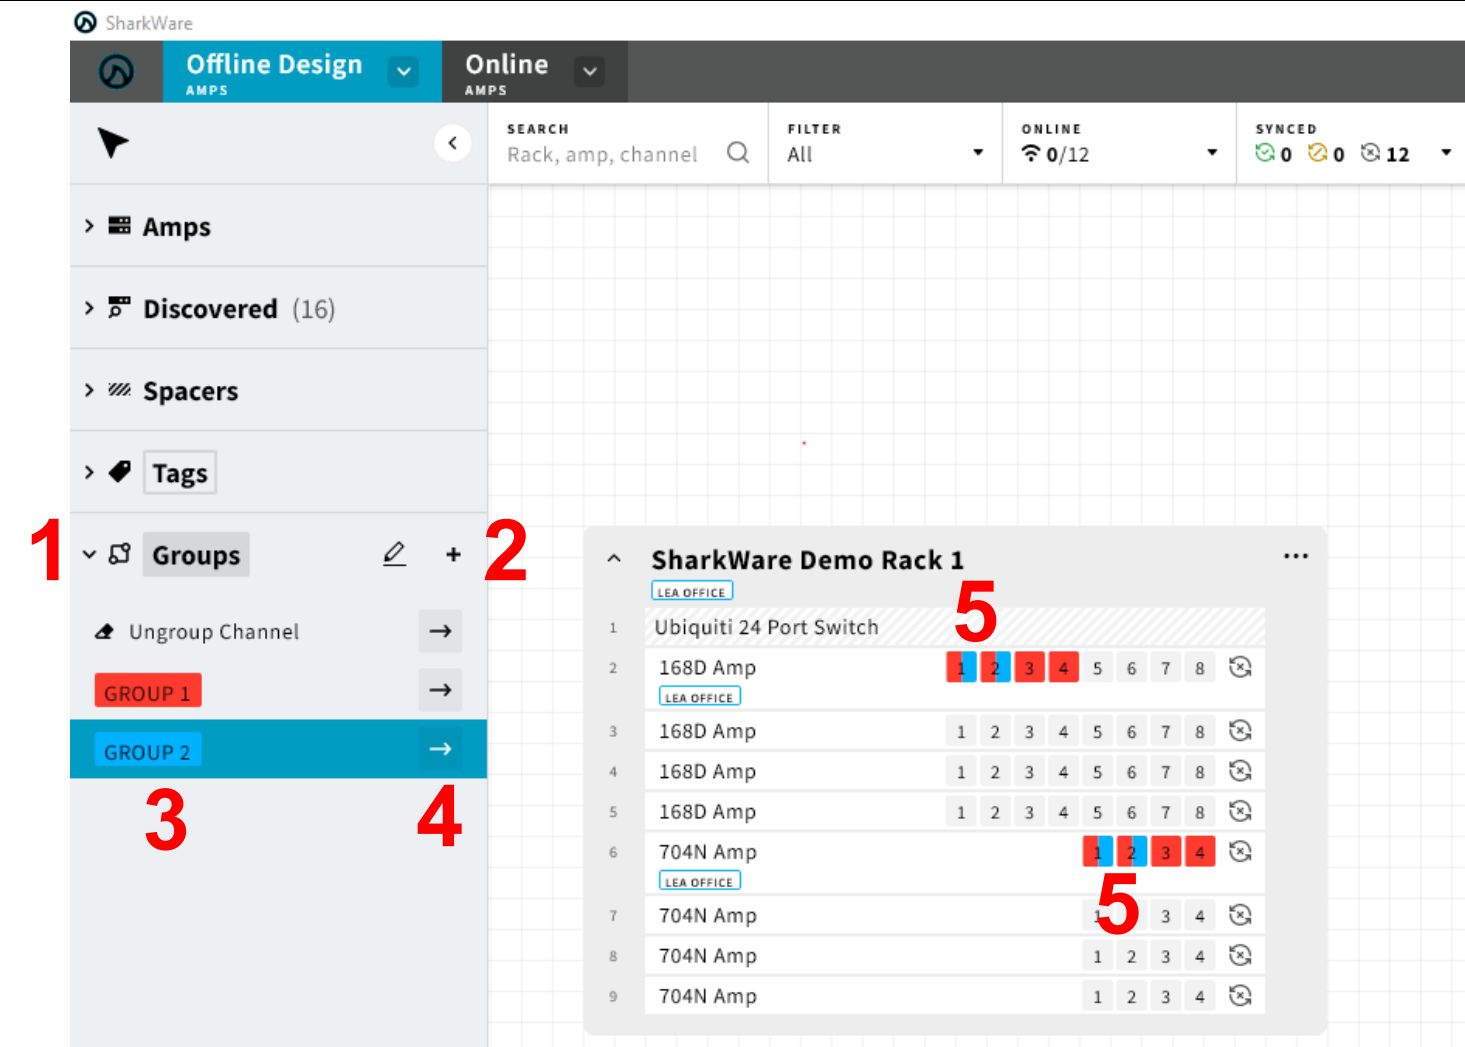 SharkWare
Offline Design
AMPS
Online
AMPS
SEARCH
Rack, amp, channel
FILTER
All
ONLINE
0/12
SYNCED
0 0 12
Amps
Discovered (16)
Spacers
Tags
1
Groups
+ 2
Ungroup Channel
GROUP 1
GROUP 2
3
4
SharkWare Demo Rack 1
LEA OFFICE
5
1 Ubiquiti 24 Port Switch
2 168D Amp 1 2 3 4 5 6 7 8
LEA OFFICE
3 168D Amp 1 2 3 4 5 6 7 8
4 168D Amp 1 2 3 4 5 6 7 8
5 168D Amp 1 2 3 4 5 6 7 8
6 704N Amp 1 2 3 4
LEA OFFICE
5
7 704N Amp 1 3 4
8 704N Amp 1 2 3 4
9 704N Amp 1 2 3 4